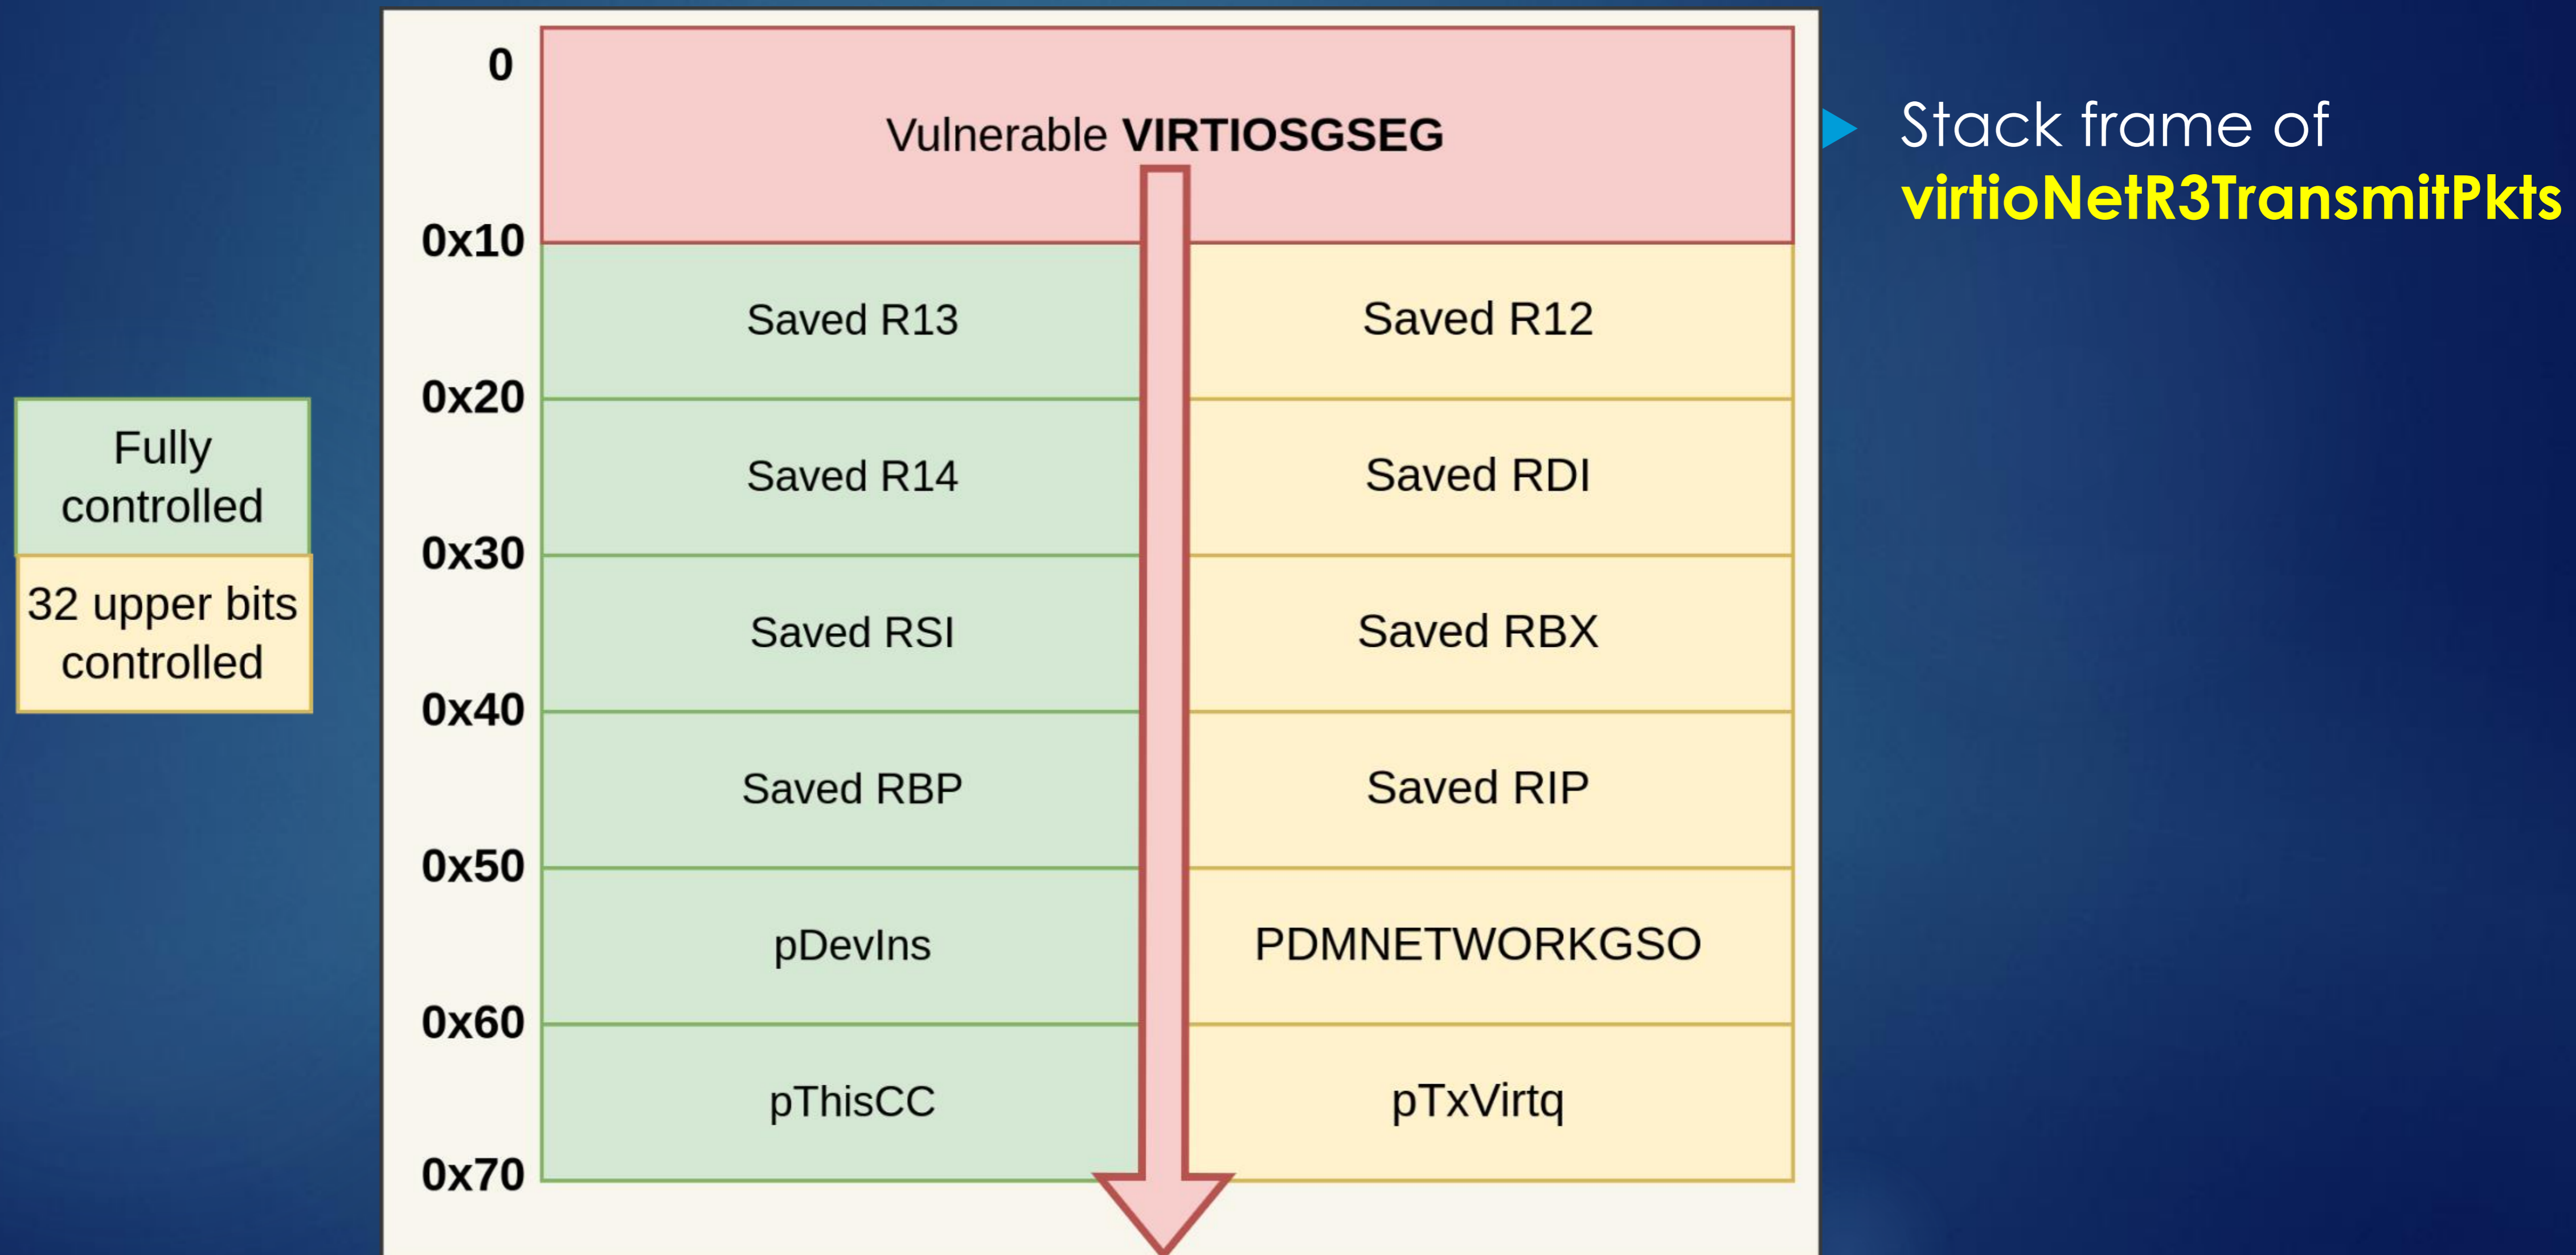 0
Vulnerable VIRTIOSGSEG
0x10
Saved R13
Saved R12
0x20
Saved R14
Saved RDI
0x30
Saved RSI
Saved RBX
0x40
Saved RBP
Saved RIP
0x50
pDevIns
PDMNETWORKGSO
0x60
pThisCC
pTxVirtq
0x70
Fully
controlled
32 upper bits
controlled
Stack frame of
virtioNetR3TransmitPkts